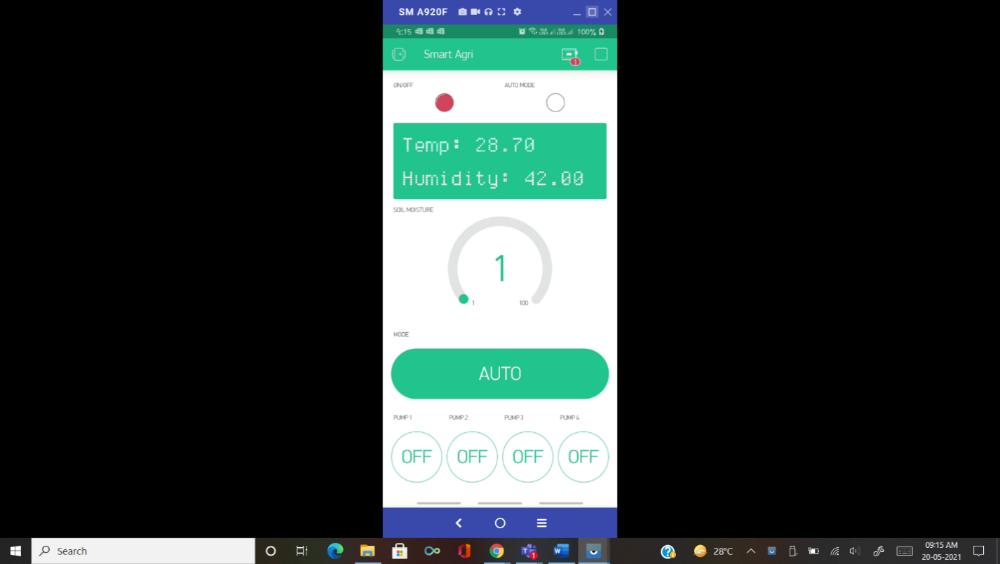 SM A920F
9:15 100%
Smart Agri
1
ON/OFF AUTO MODE
Temp: 28.70
Humidity: 42.00
SOIL MOISTURE
1
1 100
MODE
AUTO
PUMP 1 PUMP 2 PUMP 3 PUMP 4
OFF OFF OFF OFF
Search 1 28°C 09:15 AM
20-05-2021